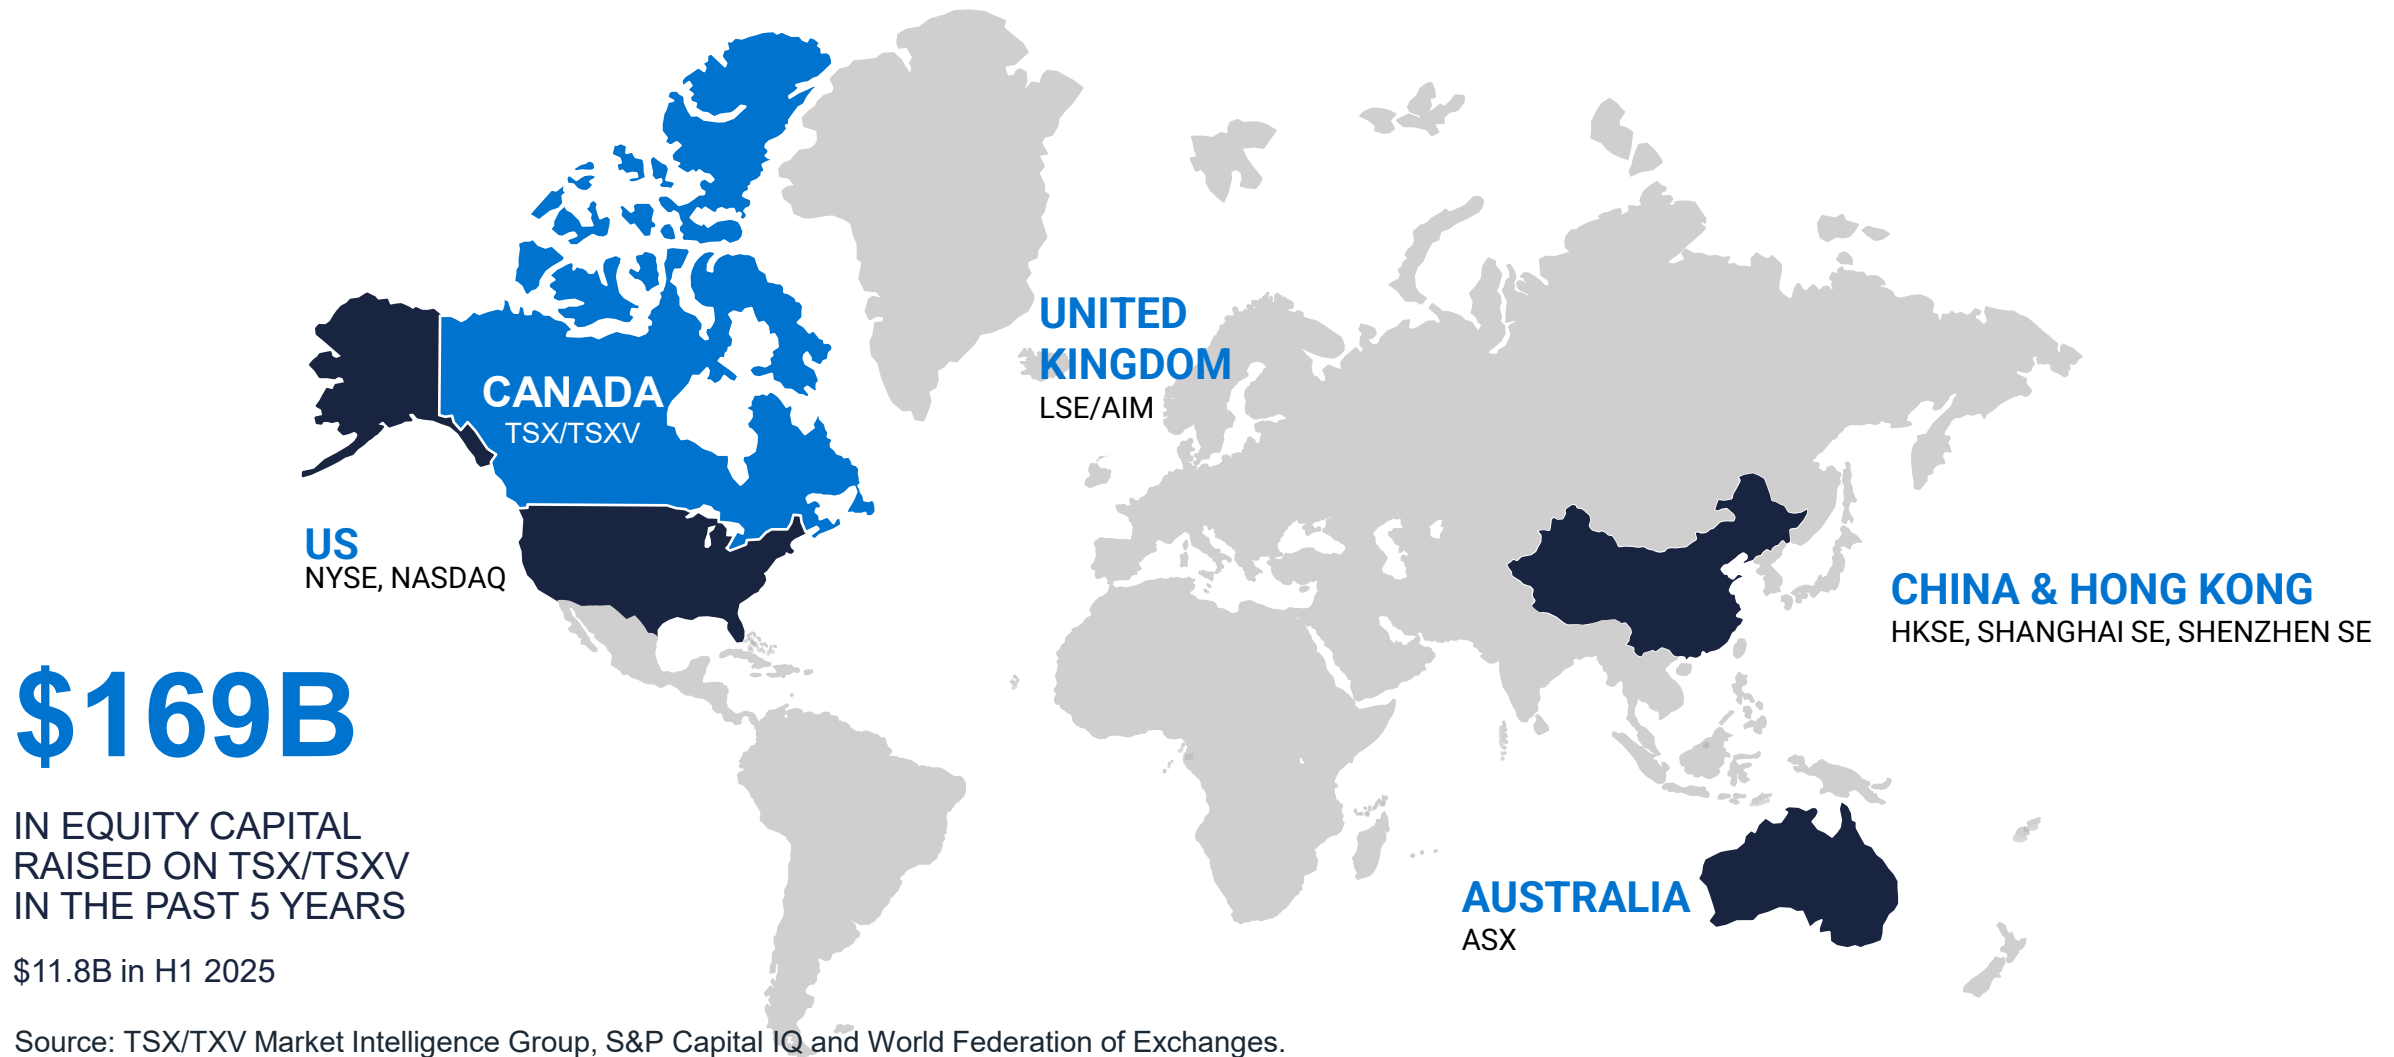 UNITED
KINGDOM
LSE/AIM
CANADA
TSX/TSXV
US
NYSE, NASDAQ
CHINA & HONG KONG
HKSE, SHANGHAI SE, SHENZHEN SE
$169B
IN EQUITY CAPITAL
RAISED ON TSX/TSXV
IN THE PAST 5 YEARS
$11.8B in H1 2025
AUSTRALIA
ASX
Source: TSX/TXV Market Intelligence Group, S&P Capital IQ and World Federation of Exchanges.